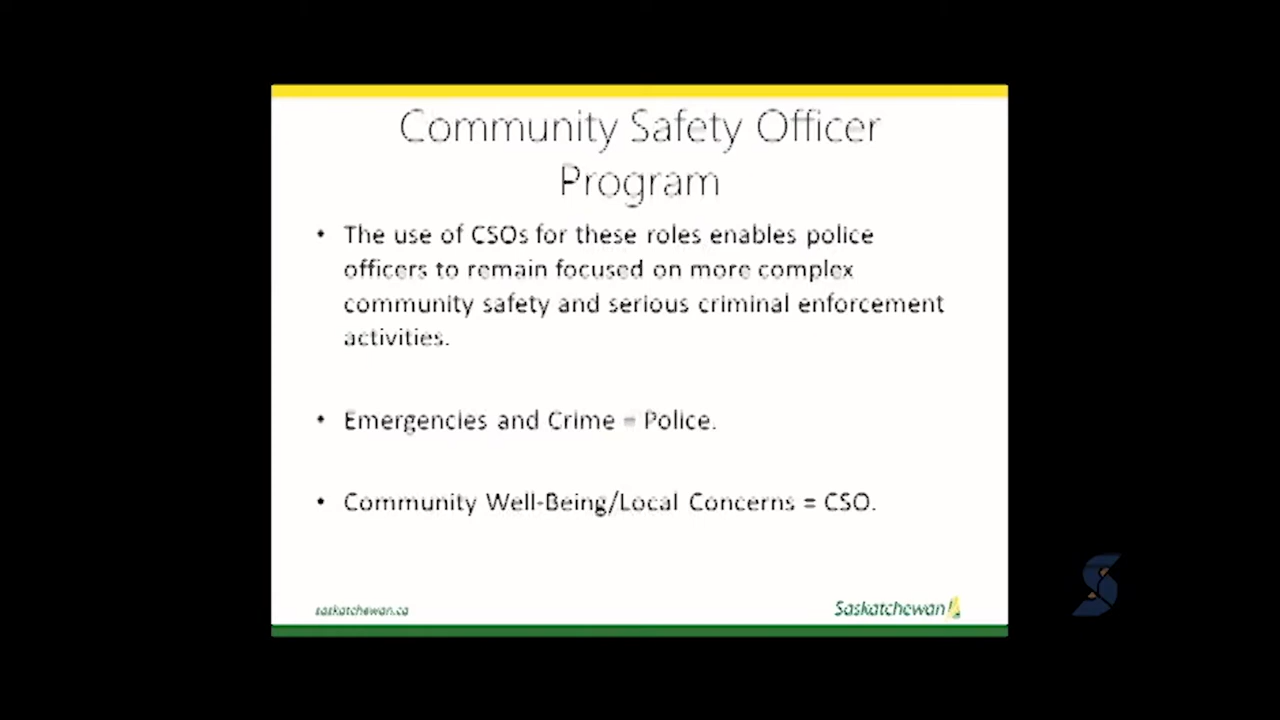 Community Safety Officer
Program
• The use of CSOs for these roles enables police
officers to remain focused on more complex
community safety and serious criminal enforcement
activities.
• Emergencies and Crime = Police.
• Community Well-Being/Local Concerns = CSO.
saskatchewan.ca
Saskatchewan